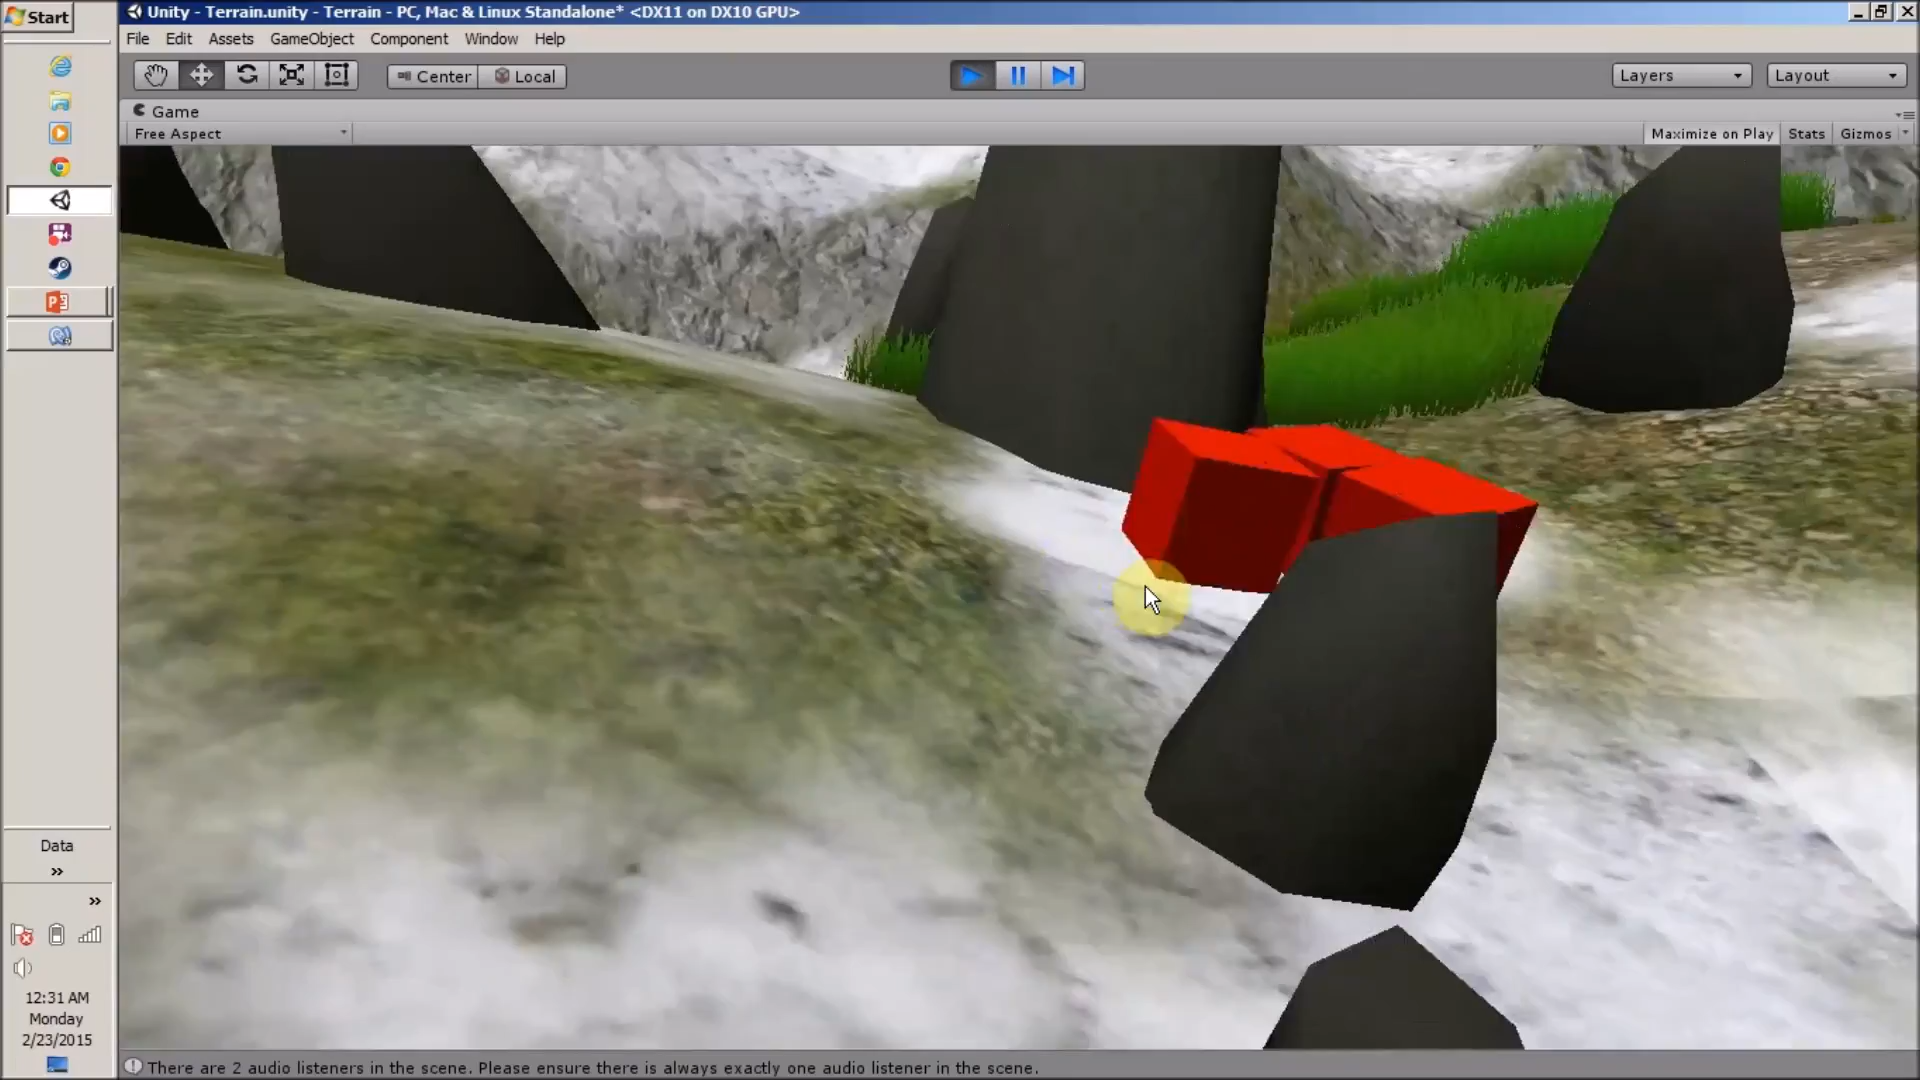 Start
Unity - Terrain.unity - Terrain - PC, Mac & Linux Standalone* <DX11 on DX10 GPU>
File Edit Assets GameObject Component Window Help
Center Local
Layers Layout
Game
Free Aspect
Maximize on Play Stats Gizmos
Data
12:31 AM
Monday
2/23/2015
There are 2 audio listeners in the scene. Please ensure there is always exactly one audio listener in the scene.